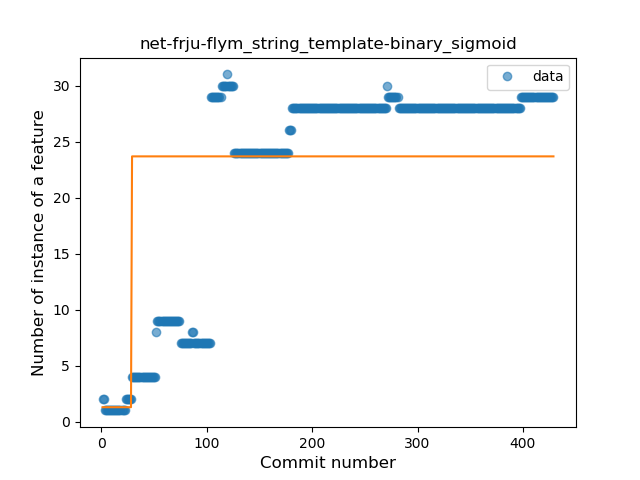 net-frju-flym_string_template-binary_sigmoid
data
Number of instance of a feature
30
25
20
15
10
5
0
0 100 200 300 400
Commit number